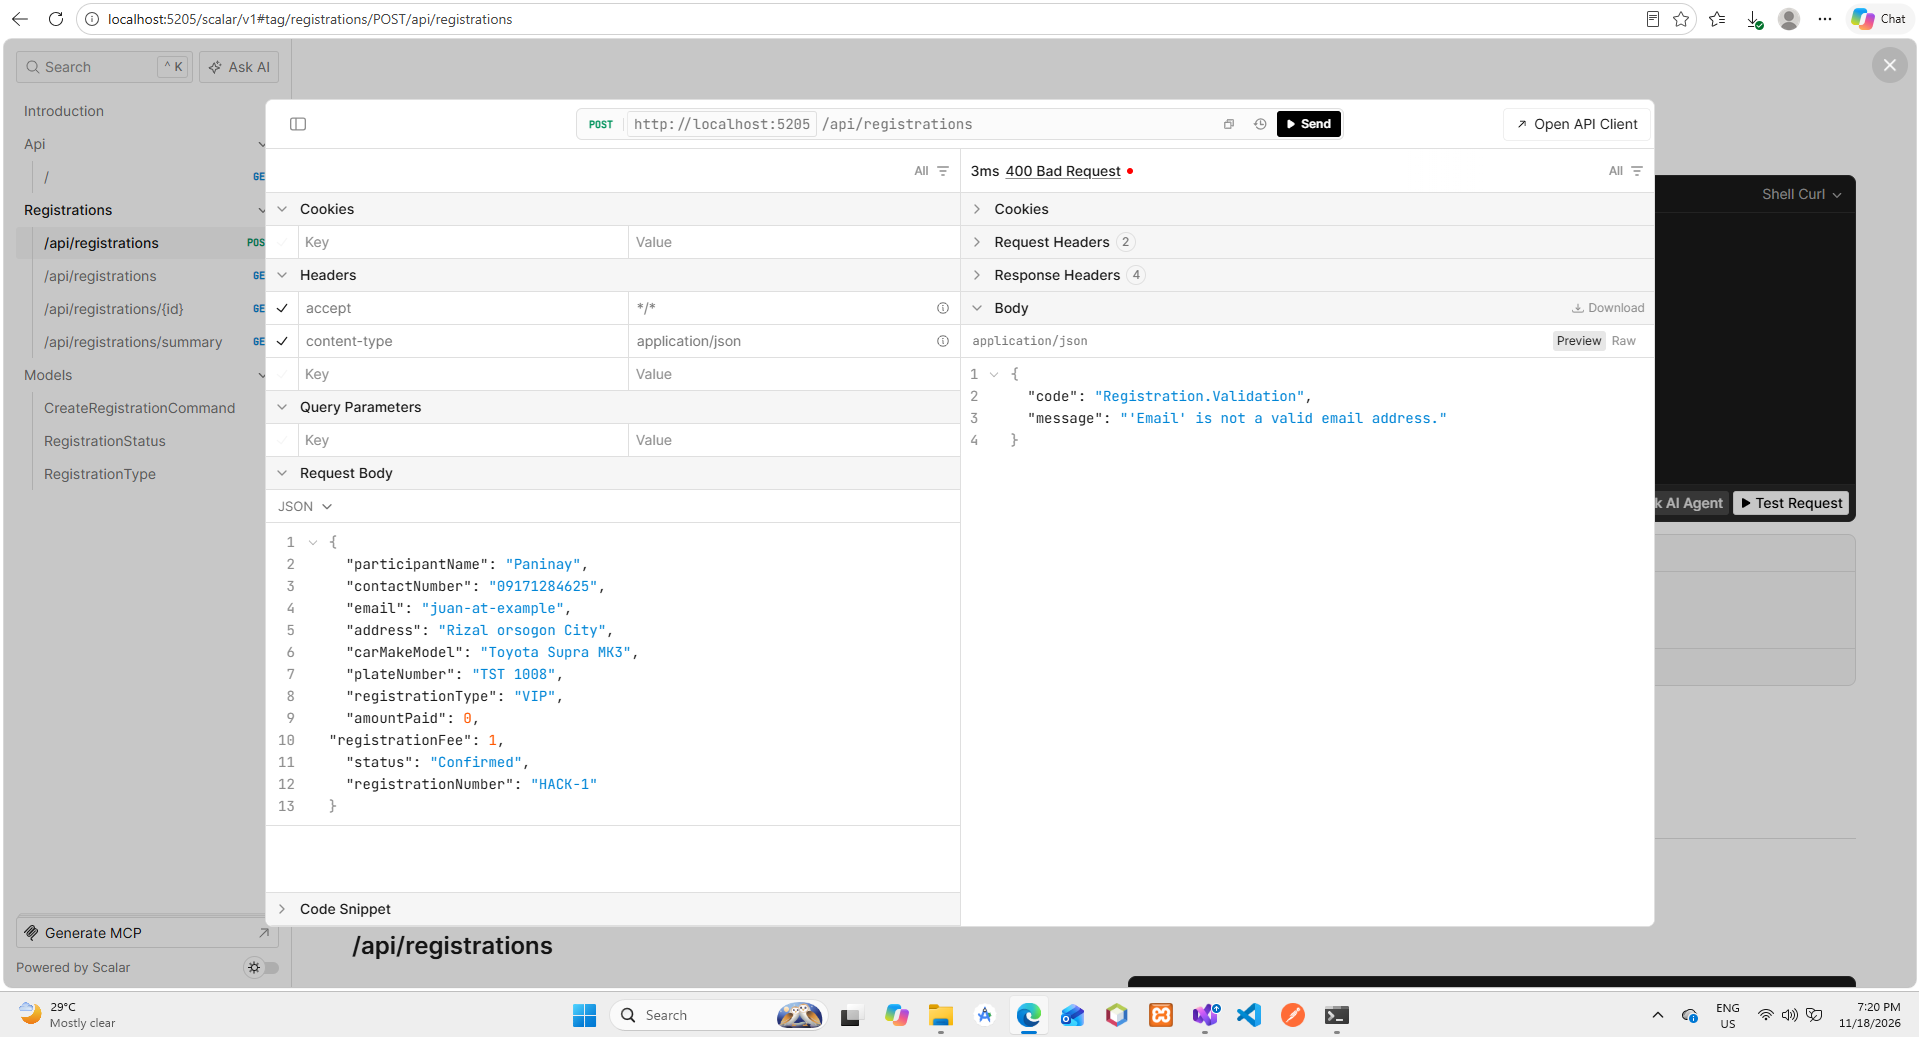 localhost:5205/scalar/v1#tag/registrations/POST/api/registrations
Chat
Search
^ K
Ask AI
Introduction
Api
/
GE
Registrations
/api/registrations
POS
/api/registrations
GE
/api/registrations/{id}
GE
/api/registrations/summary
GE
Models
CreateRegistrationCommand
RegistrationStatus
RegistrationType
Generate MCP
Powered by Scalar
POST
http://localhost:5205
/api/registrations
Send
Open API Client
All
Cookies
Key
Value
Headers
accept
*/*
content-type
application/json
Key
Value
Query Parameters
Key
Value
Request Body
JSON
1 {
2 "participantName": "Paninay",
3 "contactNumber": "09171284625",
4 "email": "juan-at-example",
5 "address": "Rizal orsogon City",
6 "carMakeModel": "Toyota Supra MK3",
7 "plateNumber": "TST 1008",
8 "registrationType": "VIP",
9 "amountPaid": 0,
10 "registrationFee": 1,
11 "status": "Confirmed",
12 "registrationNumber": "HACK-1"
13 }
Code Snippet
3ms 400 Bad Request
All
Cookies
Request Headers 2
Response Headers 4
Body
Download
application/json
Preview
Raw
1 {
2 "code": "Registration.Validation",
3 "message": "'Email' is not a valid email address."
4 }
Shell Curl
k AI Agent
Test Request
/api/registrations
29°C
Mostly clear
Search
ENG
US
7:20 PM
11/18/2026